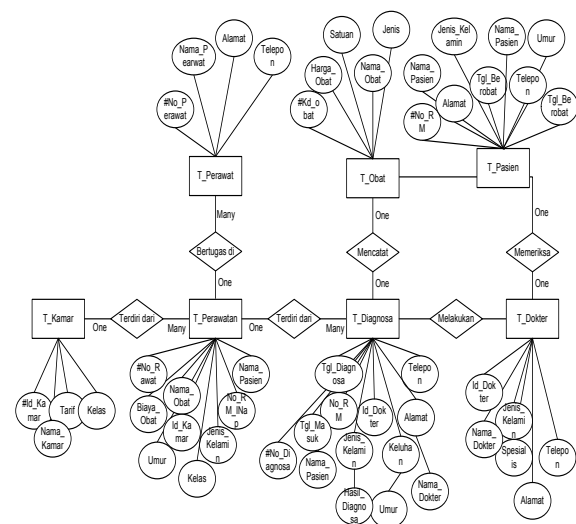 Nama_P
earwat
Alamat
Telepo
n
#No_P
erawat
T_Perawat
Satuan
Jenis
Harga_
Obat
Nama_
Obat
#Kd_o
bat
T_Obat
Jenis_Kel
amin
Nama_
Pasien
Umur
Nama_
Pasien
Tgl_Be
robat
Telepo
n
Tgl_Be
robat
Alamat
#No_R
M
T_Pasien
Many
One
One
Bertugas di
Mencatat
Memeriksa
One
One
One
T_Kamar
One
Terdiri dari
Many
T_Perawatan
One
Terdiri dari
Many
T_Diagnosa
Melakukan
T_Dokter
#Id_Ka
mar
Tarif
Kelas
Nama_
Kamar
#No_R
awat
Nama_
Pasien
Nama_
Obat
No_R
M_INap
Biaya_
Obat
Id_Ka
mar
Jenis_
Kelami
n
Umur
Kelas
Tgl_Diagn
osa
Telepo
n
No_R
M
Id_Dok
ter
Tgl_Ma
suk
Alamat
Jenis_
Kelami
n
Keluha
n
#No_Di
agnosa
Nama_
Pasien
Nama_
Dokter
Hasil_
Diagno
sa
Umur
Id_Dok
ter
Jenis_
Kelami
n
Nama_
Dokter
Spesial
is
Telepo
n
Alamat